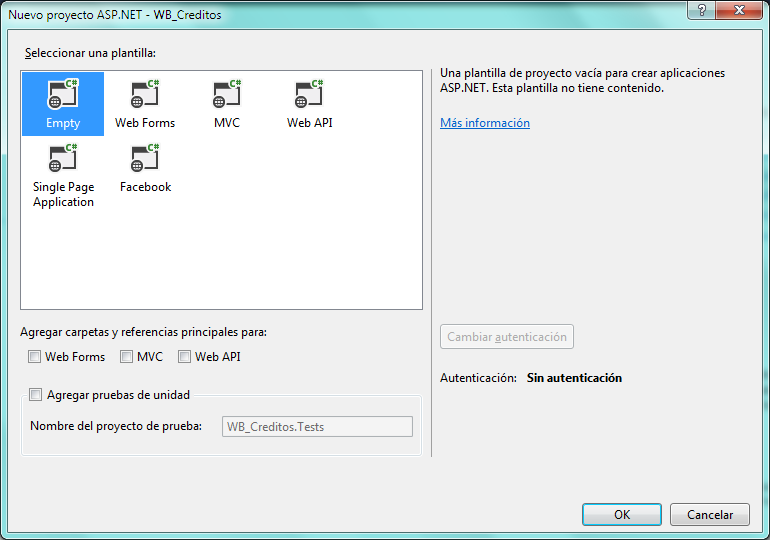 Nuevo proyecto ASP.NET - WB_Creditos
Seleccionar una plantilla:
C# C# C# C#
Empty Web Forms MVC Web API
C# C#
Single Page Application Facebook
Una plantilla de proyecto vacía para crear aplicaciones
ASP.NET. Esta plantilla no tiene contenido.
Más información
Agregar carpetas y referencias principales para:
Web Forms MVC Web API
Agregar pruebas de unidad
Nombre del proyecto de prueba: WB_Creditos.Tests
Cambiar autenticación
Autenticación: Sin autenticación
OK Cancelar